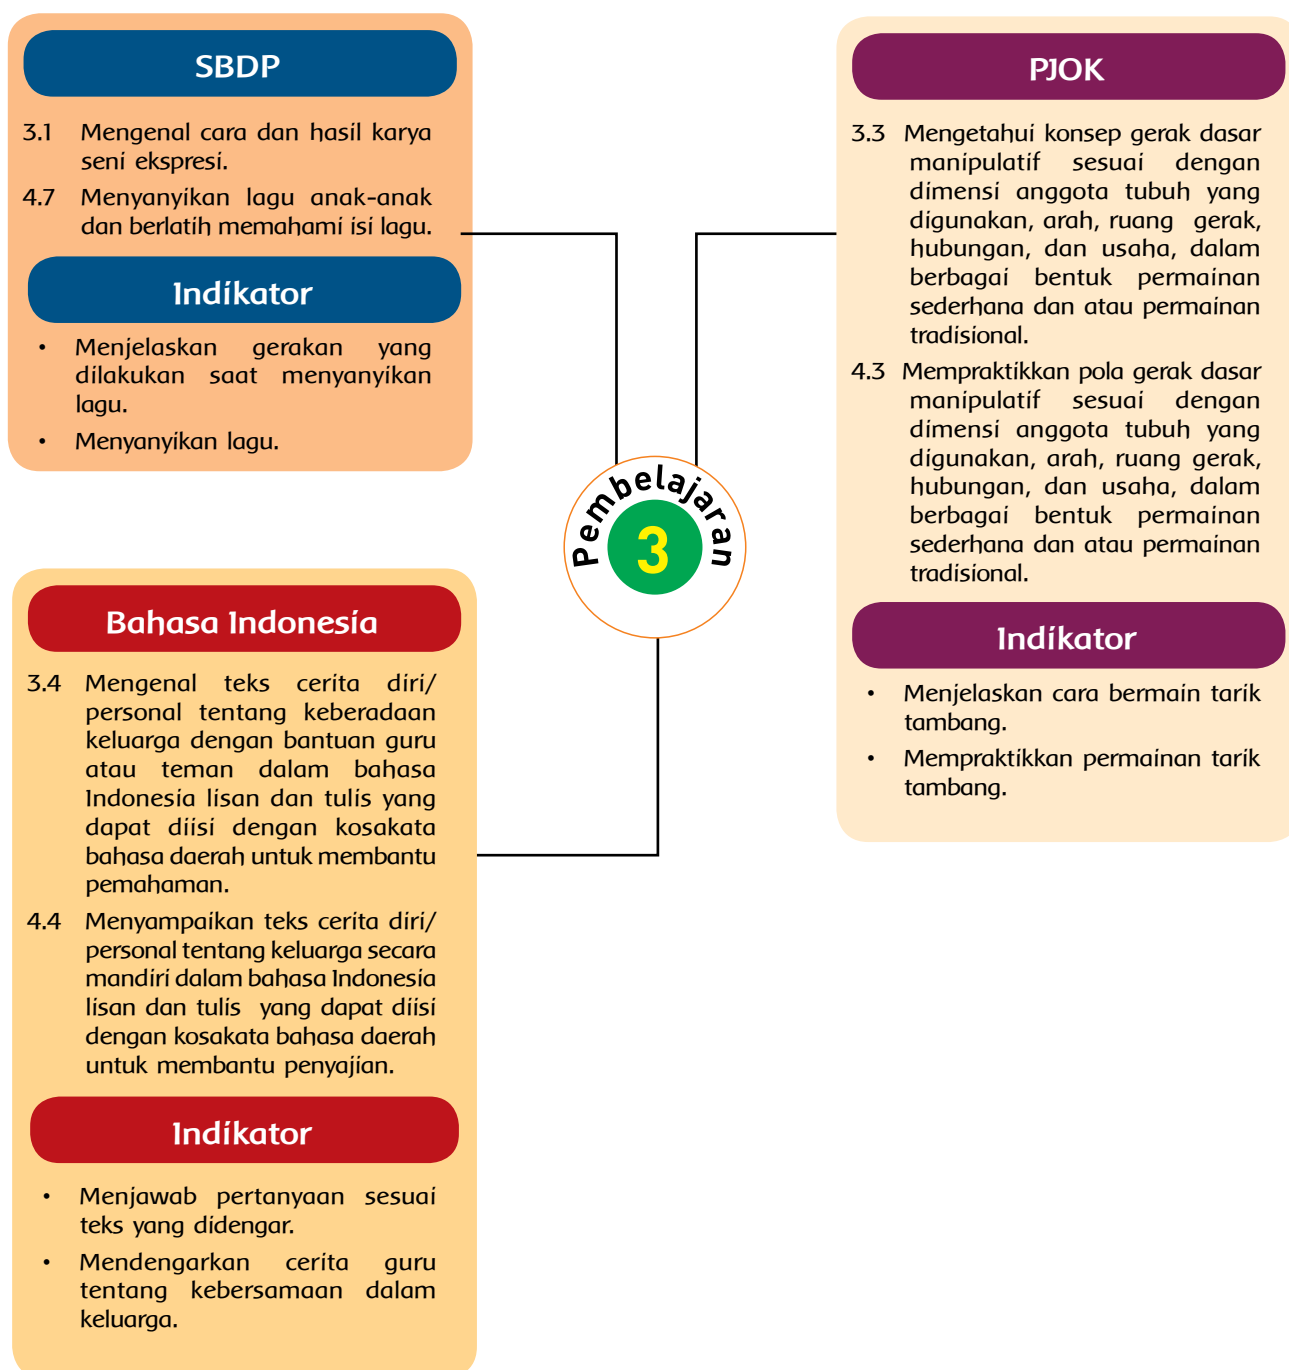 SBDP
3.1 Mengenal cara dan hasil karya
seni ekspresi.
4.7 Menyanyikan lagu anak-anak
dan berlatih memahami isi lagu.
Indikator
• Menjelaskan gerakan yang
dilakukan saat menyanyikan
lagu.
• Menyanyikan lagu.
PJOK
3.3 Mengetahui konsep gerak dasar
manipulatif sesuai dengan
dimensi anggota tubuh yang
digunakan, arah, ruang gerak,
hubungan, dan usaha, dalam
berbagai bentuk permainan
sederhana dan atau permainan
tradisional.
4.3 Mempraktikkan pola gerak dasar
manipulatif sesuai dengan
dimensi anggota tubuh yang
digunakan, arah, ruang gerak,
hubungan, dan usaha, dalam
berbagai bentuk permainan
sederhana dan atau permainan
tradisional.
Indikator
• Menjelaskan cara bermain tarik
tambang.
• Mempraktikkan permainan tarik
tambang.
Pembelajaran
3
Bahasa Indonesia
3.4 Mengenal teks cerita diri/
personal tentang keberadaan
keluarga dengan bantuan guru
atau teman dalam bahasa
Indonesia lisan dan tulis yang
dapat diisi dengan kosakata
bahasa daerah untuk membantu
pemahaman.
4.4 Menyampaikan teks cerita diri/
personal tentang keluarga secara
mandiri dalam bahasa Indonesia
lisan dan tulis yang dapat diisi
dengan kosakata bahasa daerah
untuk membantu penyajian.
Indikator
• Menjawab pertanyaan sesuai
teks yang didengar.
• Mendengarkan cerita guru
tentang kebersamaan dalam
keluarga.